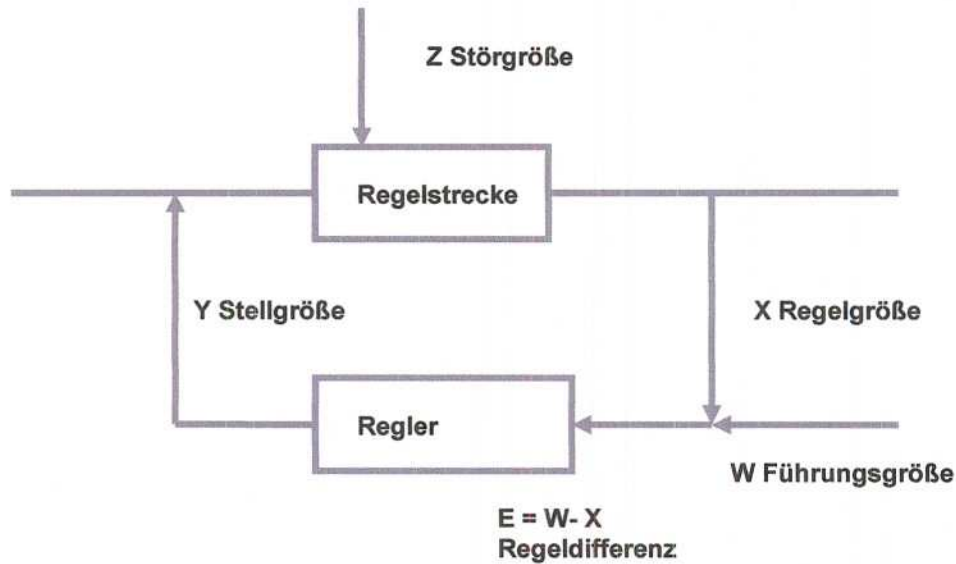 Z Störgröße
Regelstrecke
Y Stellgröße
X Regelgröße
Regler
W Führungsgröße
E = W- X
Regeldifferenz